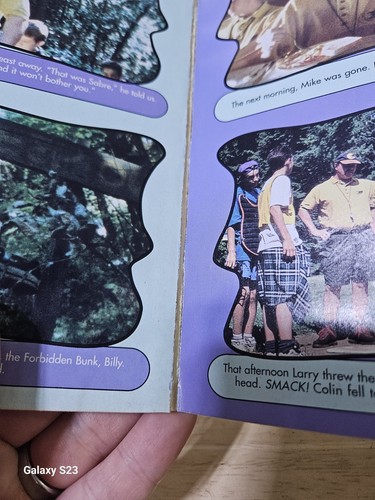 east away. "That was Sabre," he told us.
nd it won't bother you."
the Forbidden Bunk, Billy.
The next morning, Mike was gone.
That afternoon Larry threw the
head. SMACK! Colin fell to
Galaxy S23